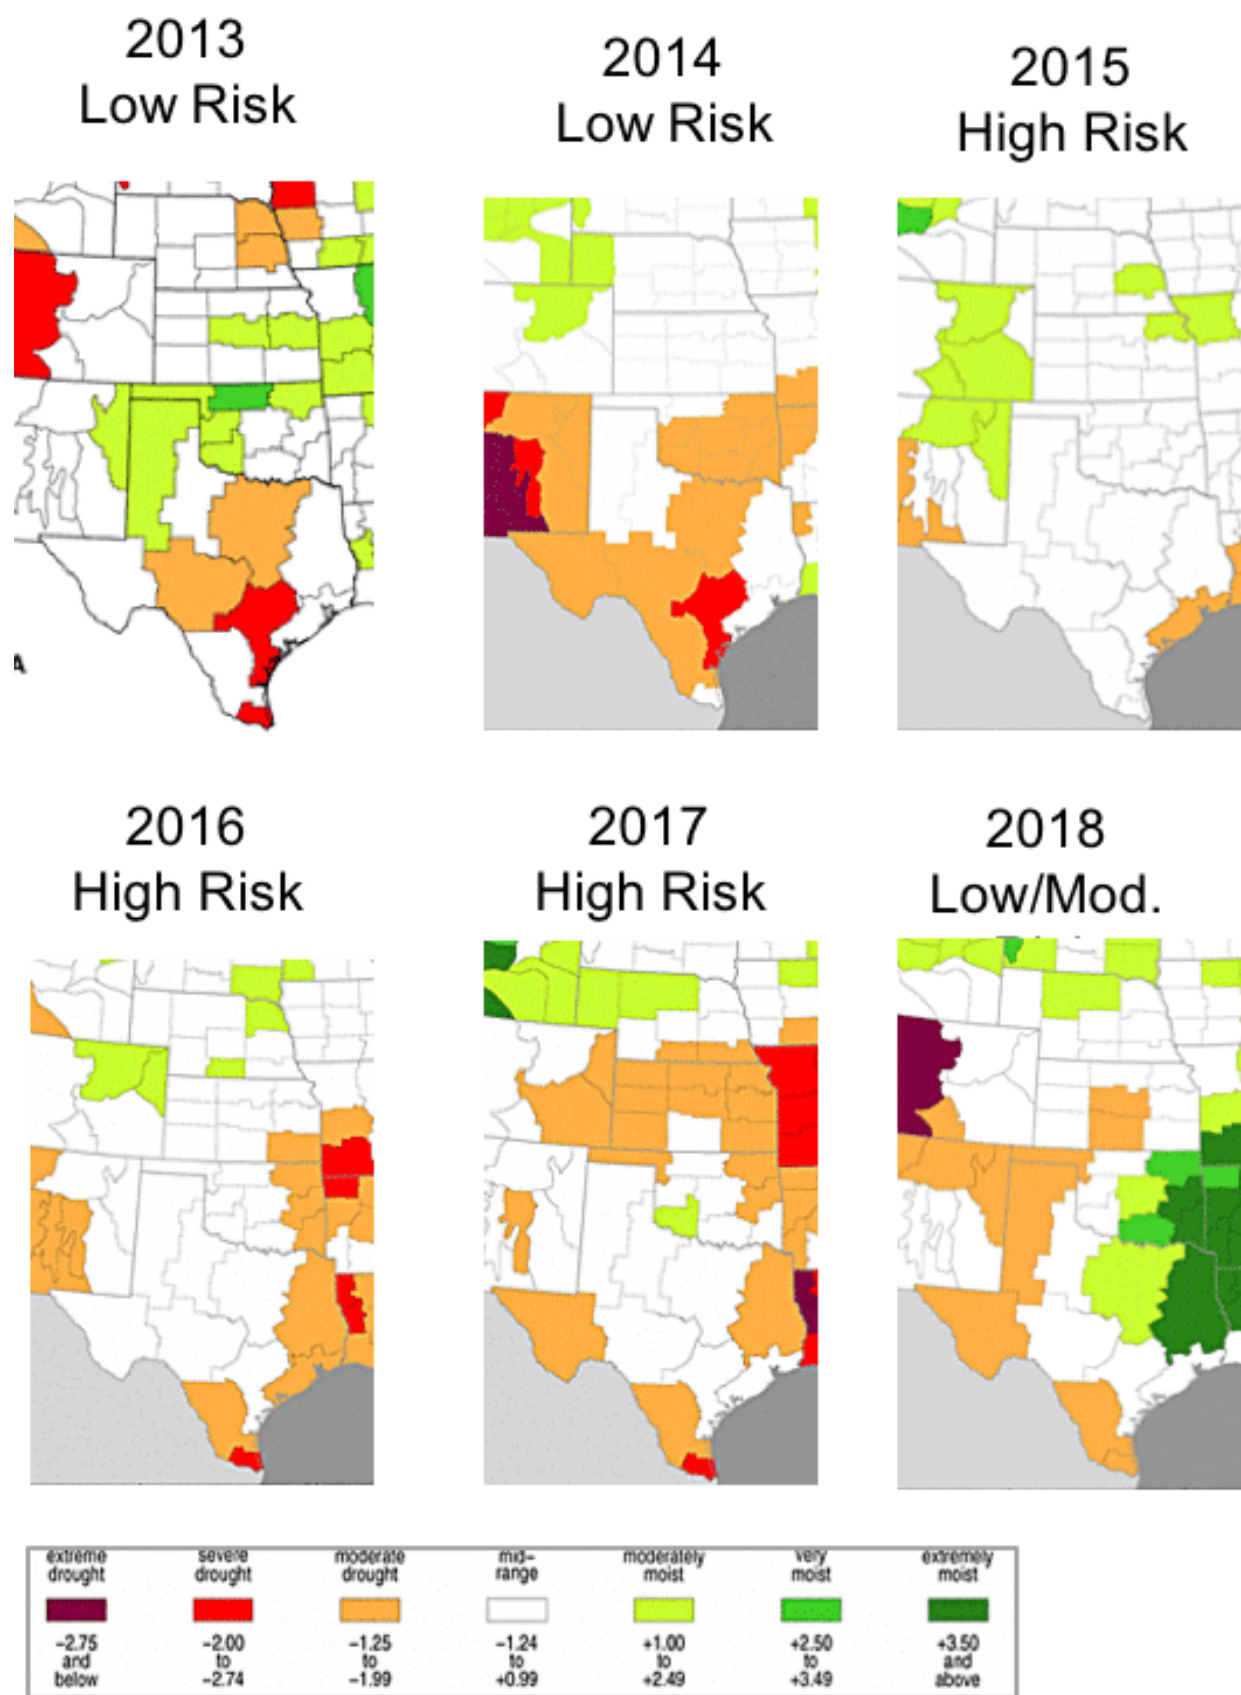 2013
Low Risk
2014
Low Risk
2015
High Risk
A
2016
High Risk
2017
High Risk
2018
Low/Mod.
extreme drought
severe drought
moderate drought
mid-range
moderately moist
very moist
extremely moist
-2.75 and below
-2.00 to -2.74
-1.25 to -1.99
-1.24 to +0.99
+1.00 to +2.49
+2.50 to +3.49
+3.50 and above